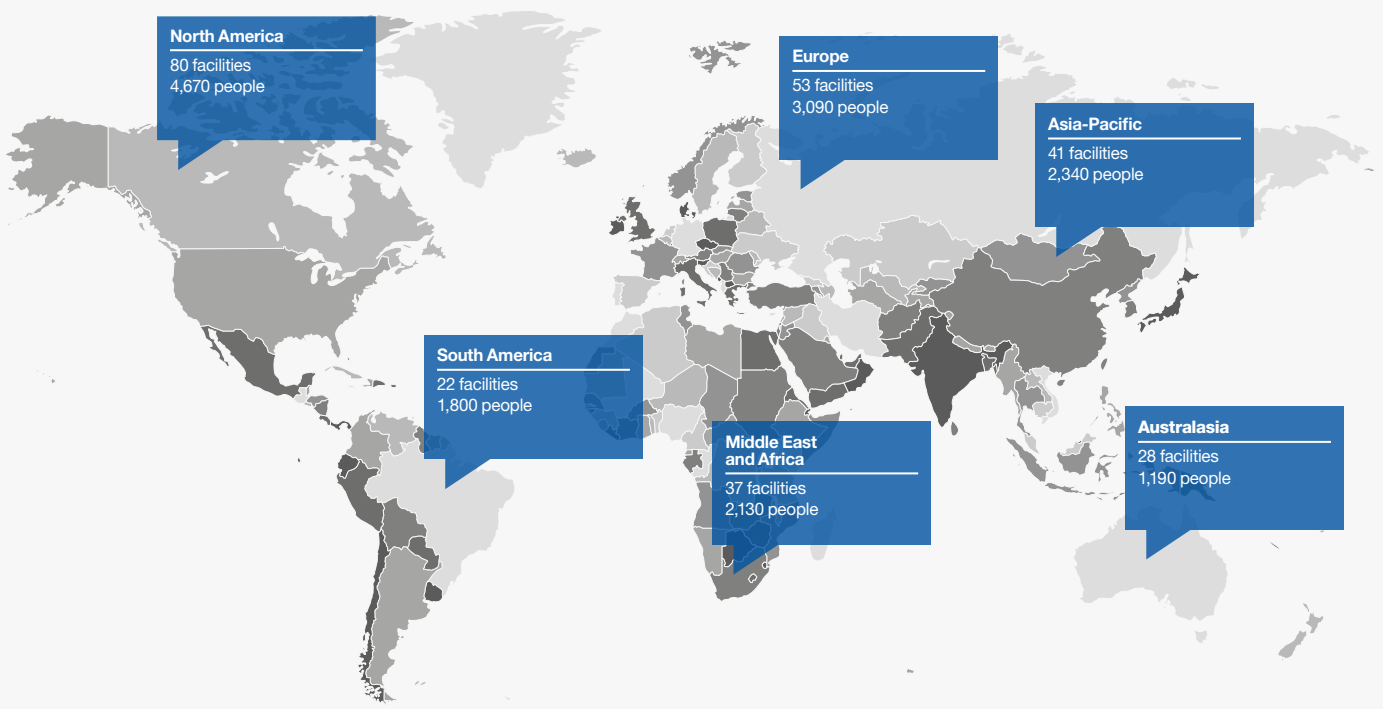 North America
80 facilities
4,670 people
Europe
53 facilities
3,090 people
Asia-Pacific
41 facilities
2,340 people
South America
22 facilities
1,800 people
Middle East
and Africa
37 facilities
2,130 people
Australasia
28 facilities
1,190 people